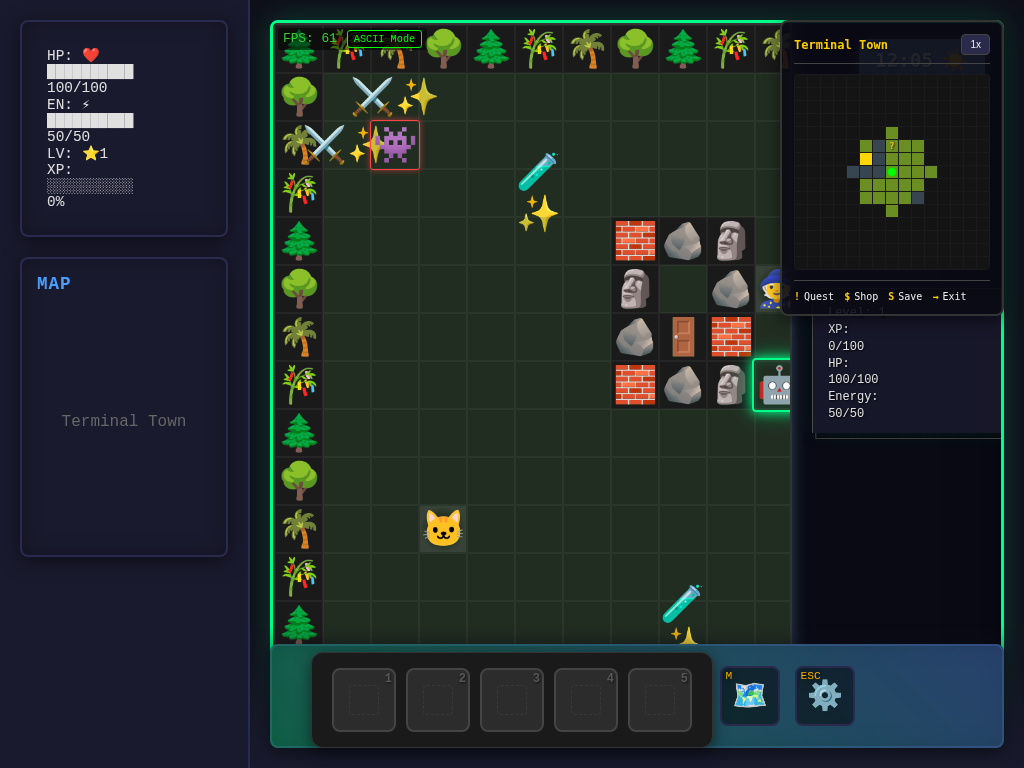 HP: ❤️
100/100
EN: ⚡
50/50
LV: ⭐1
XP:
0%
MAP
Terminal Town
FPS: 61
ASCII Mode
Terminal Town
1x
12:05
?
! Quest $ Shop S Save → Exit
Level: 1
XP:
0/100
HP:
100/100
Energy:
50/50
1
2
3
4
5
M
ESC